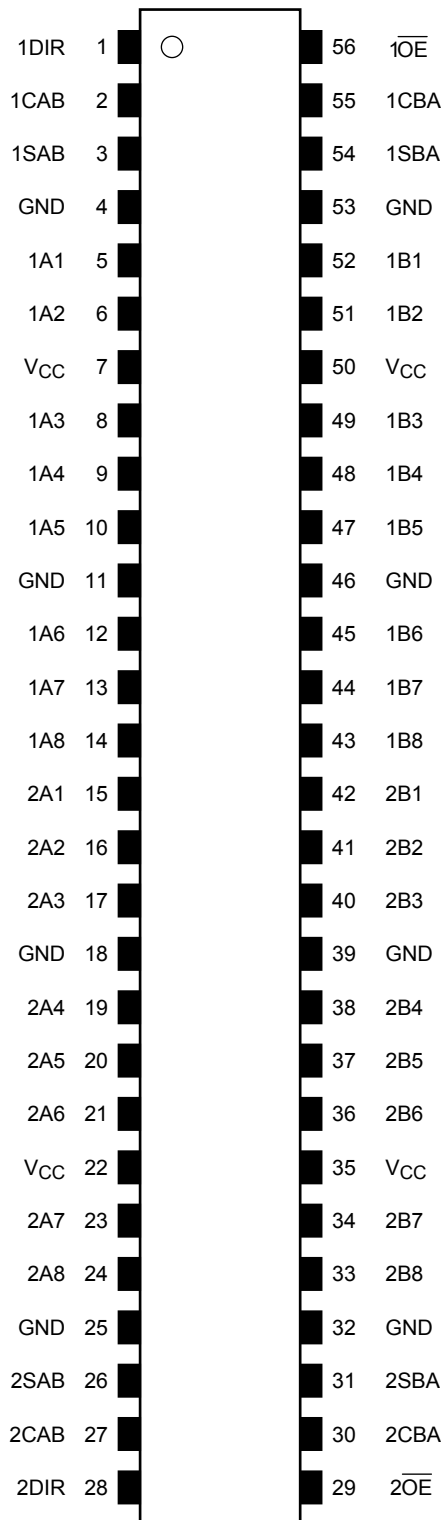 1DIR 1 56 1O̅E̅
1CAB 2 55 1CBA
1SAB 3 54 1SBA
GND 4 53 GND
1A1 5 52 1B1
1A2 6 51 1B2
VCC 7 50 VCC
1A3 8 49 1B3
1A4 9 48 1B4
1A5 10 47 1B5
GND 11 46 GND
1A6 12 45 1B6
1A7 13 44 1B7
1A8 14 43 1B8
2A1 15 42 2B1
2A2 16 41 2B2
2A3 17 40 2B3
GND 18 39 GND
2A4 19 38 2B4
2A5 20 37 2B5
2A6 21 36 2B6
VCC 22 35 VCC
2A7 23 34 2B7
2A8 24 33 2B8
GND 25 32 GND
2SAB 26 31 2SBA
2CAB 27 30 2CBA
2DIR 28 29 2O̅E̅